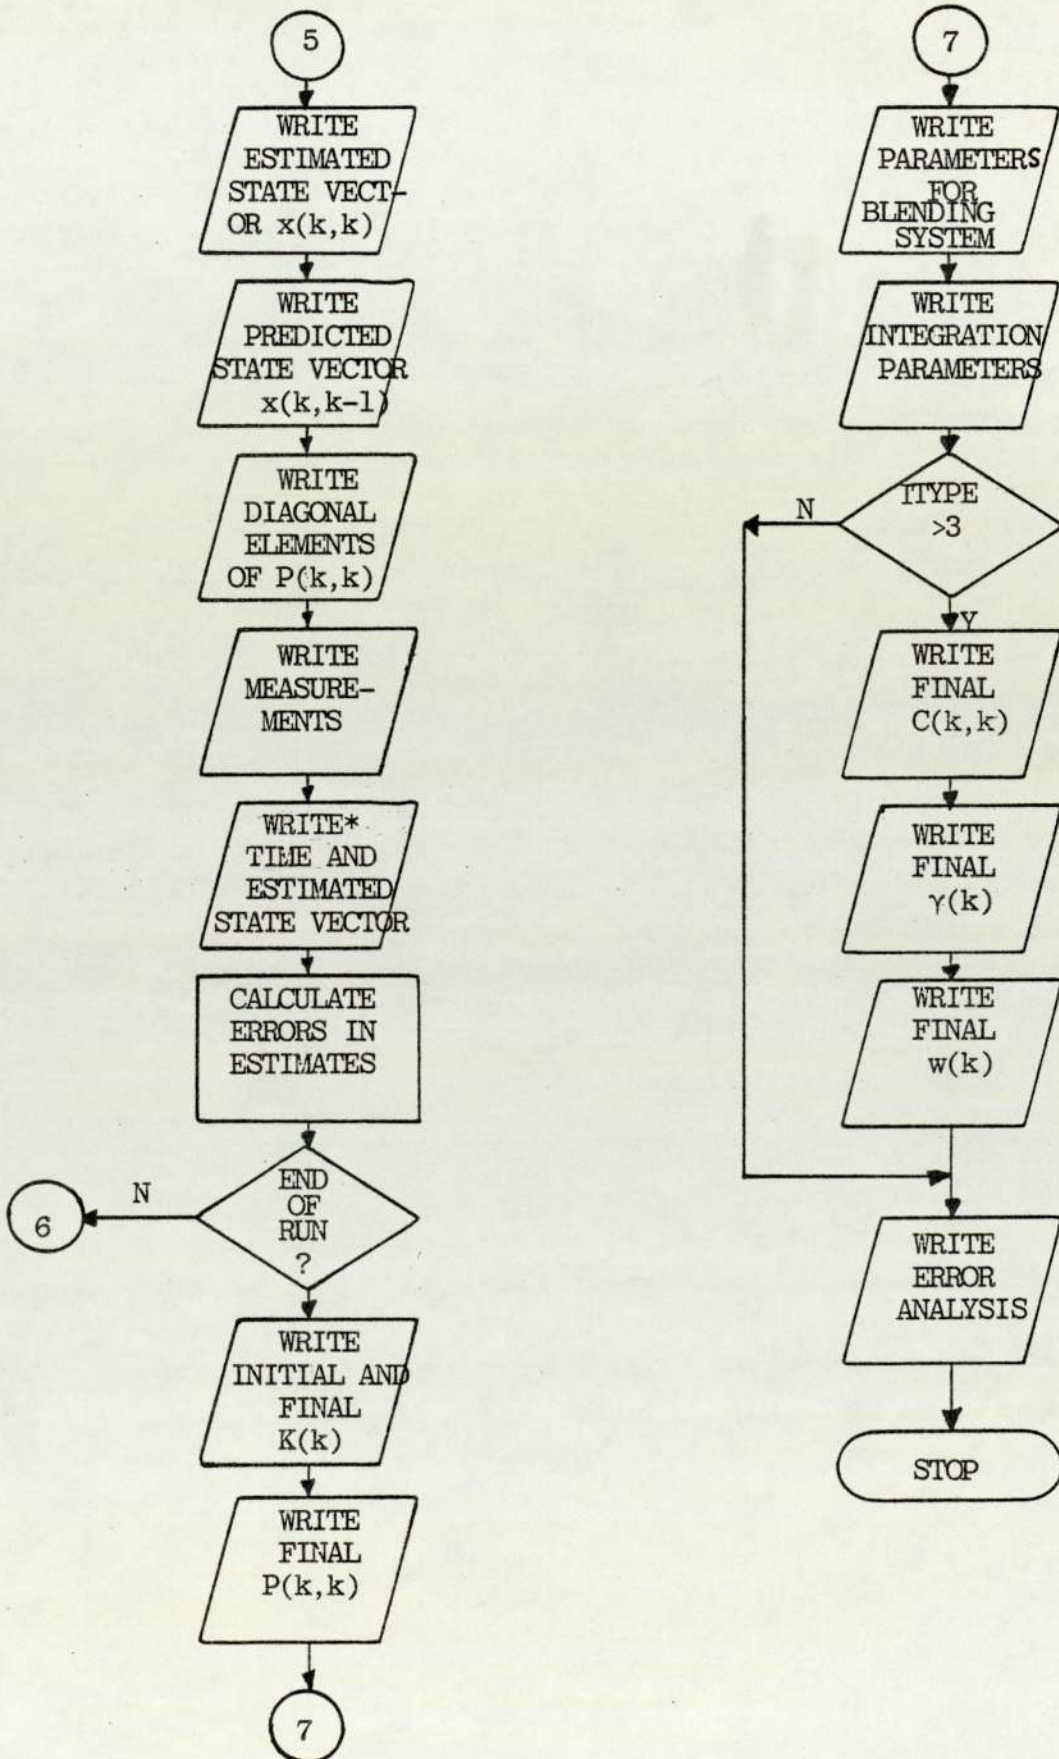 5
WRITE
ESTIMATED
STATE VECT-
OR x(k,k)
WRITE
PREDICTED
STATE VECTOR
x(k,k-1)
WRITE
DIAGONAL
ELEMENTS
OF P(k,k)
WRITE
MEASURE-
MENTS
WRITE*
TIME AND
ESTIMATED
STATE VECTOR
CALCULATE
ERRORS IN
ESTIMATES
END
OF
RUN
?
N
6
WRITE
INITIAL AND
FINAL
K(k)
WRITE
FINAL
P(k,k)
7
7
WRITE
PARAMETERS
FOR
BLENDING
SYSTEM
WRITE
INTEGRATION
PARAMETERS
ITYPE
>3
N
Y
WRITE
FINAL
C(k,k)
WRITE
FINAL
γ(k)
WRITE
FINAL
w(k)
WRITE
ERROR
ANALYSIS
STOP